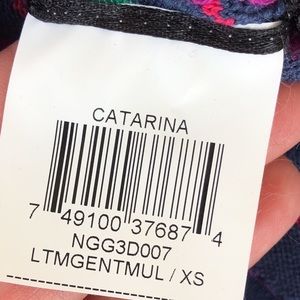 CATARINA
7 49100 37687 4
NGG3D007
LTMGENTMUL / XS